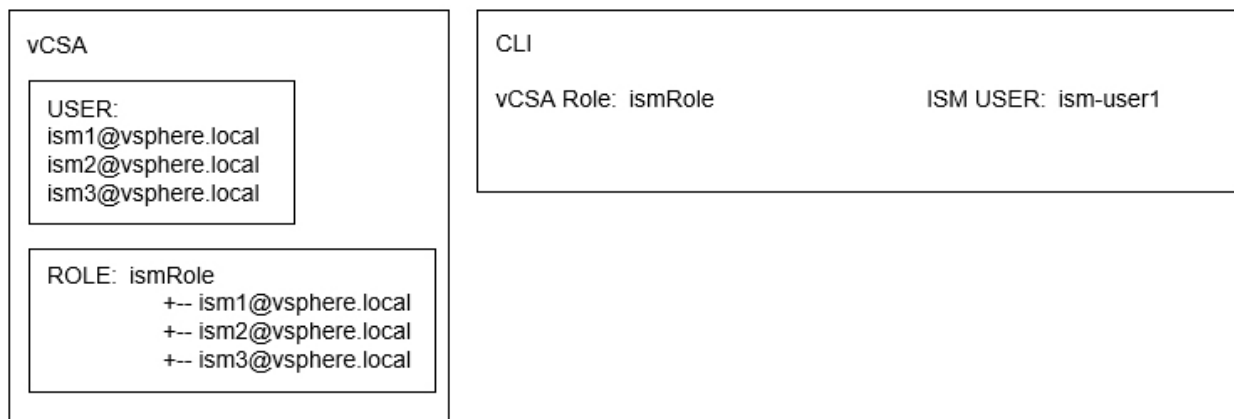 vCSA
USER:
ism1@vsphere.local
ism2@vsphere.local
ism3@vsphere.local
ROLE: ismRole
+-- ism1@vsphere.local
+-- ism2@vsphere.local
+-- ism3@vsphere.local
CLI
vCSA Role: ismRole ISM USER: ism-user1